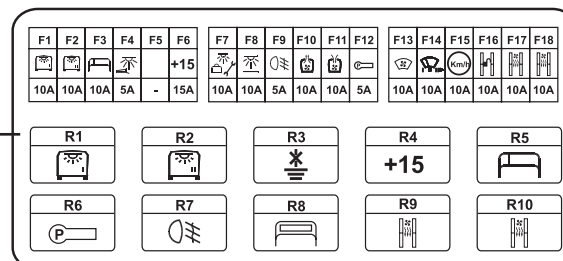 F1 F2 F3 F4 F5 F6 F7 F8 F9 F10 F11 F12 F13 F14 F15 F16 F17 F18
+15 Km/h
10A 10A 10A 5A - 15A 10A 10A 5A 10A 10A 5A 10A 10A 10A 10A 10A 10A
R1 R2 R3 R4 R5
+15
R6 R7 R8 R9 R10
P